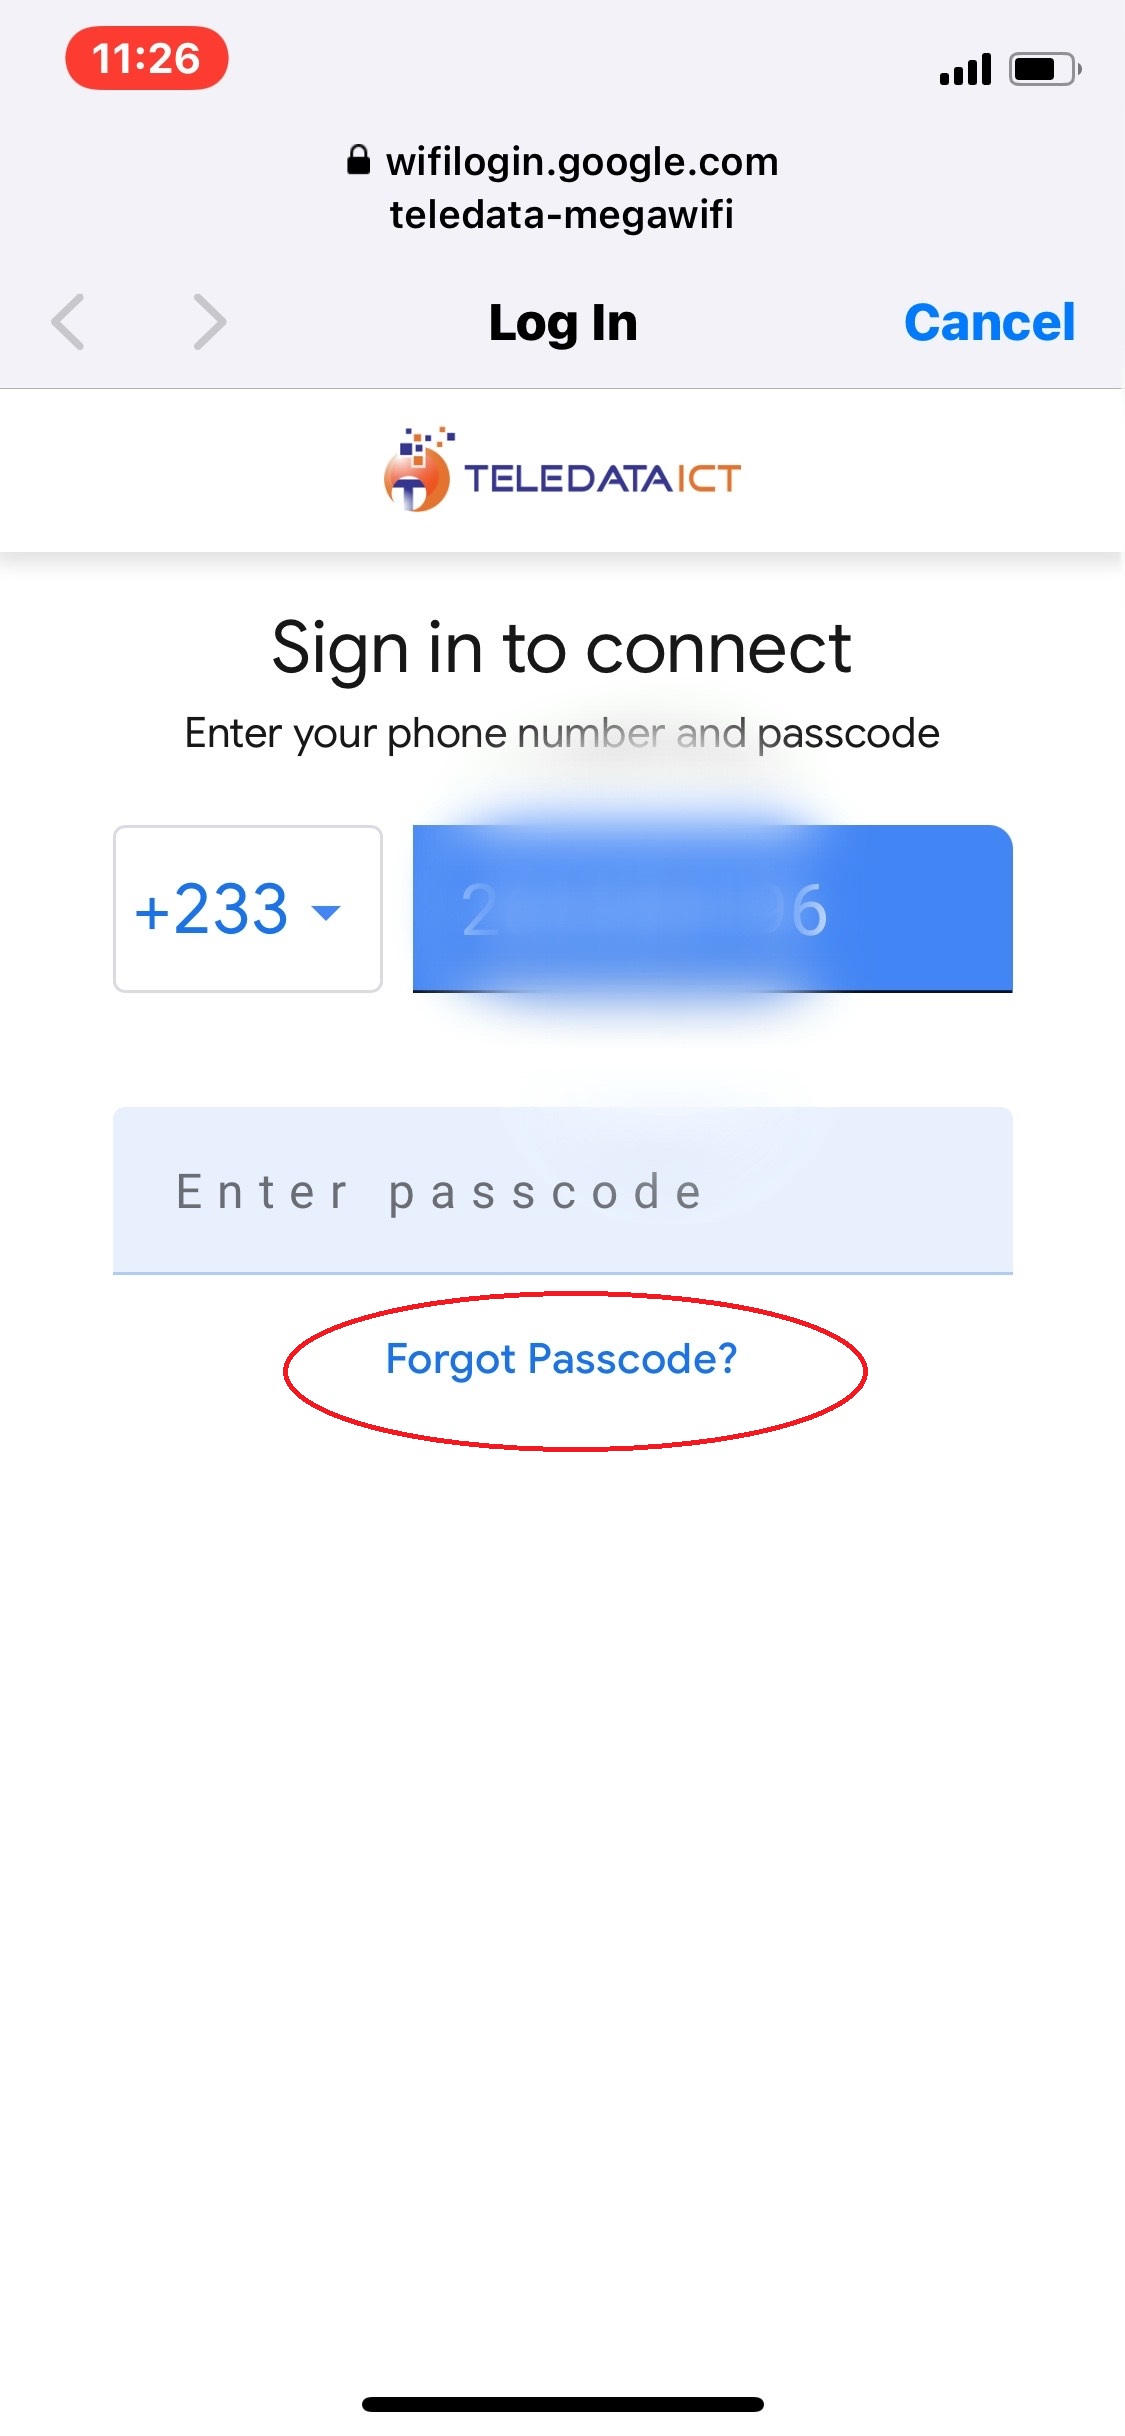 11:26
wifilogin.google.com
teledata-megawifi
Log In
Cancel
TELEDATAICT
Sign in to connect
Enter your phone number and passcode
+233
Enter passcode
Forgot Passcode?